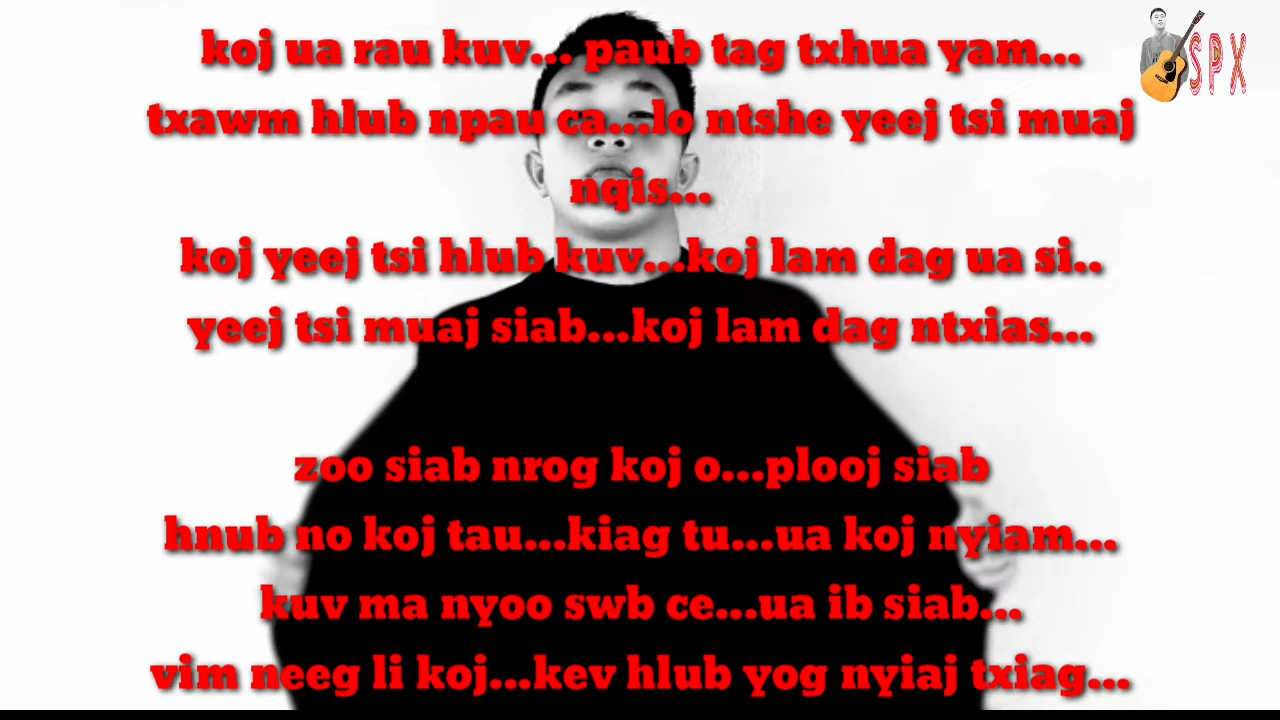 SPX
koj ua rau kuv... paub tag txhua yam...
txawm hlub npau ca...lo ntshe yeej tsi muaj
nqis...
koj yeej tsi hlub kuv...koj lam dag ua si..
yeej tsi muaj siab...koj lam dag ntxias...
zoo siab nrog koj o...plooj siab
hnub no koj tau...kiag tu...ua koj nyiam...
kuv ma nyoo swb ce...ua ib siab...
vim neeg li koj...kev hlub yog nyiaj txiag...